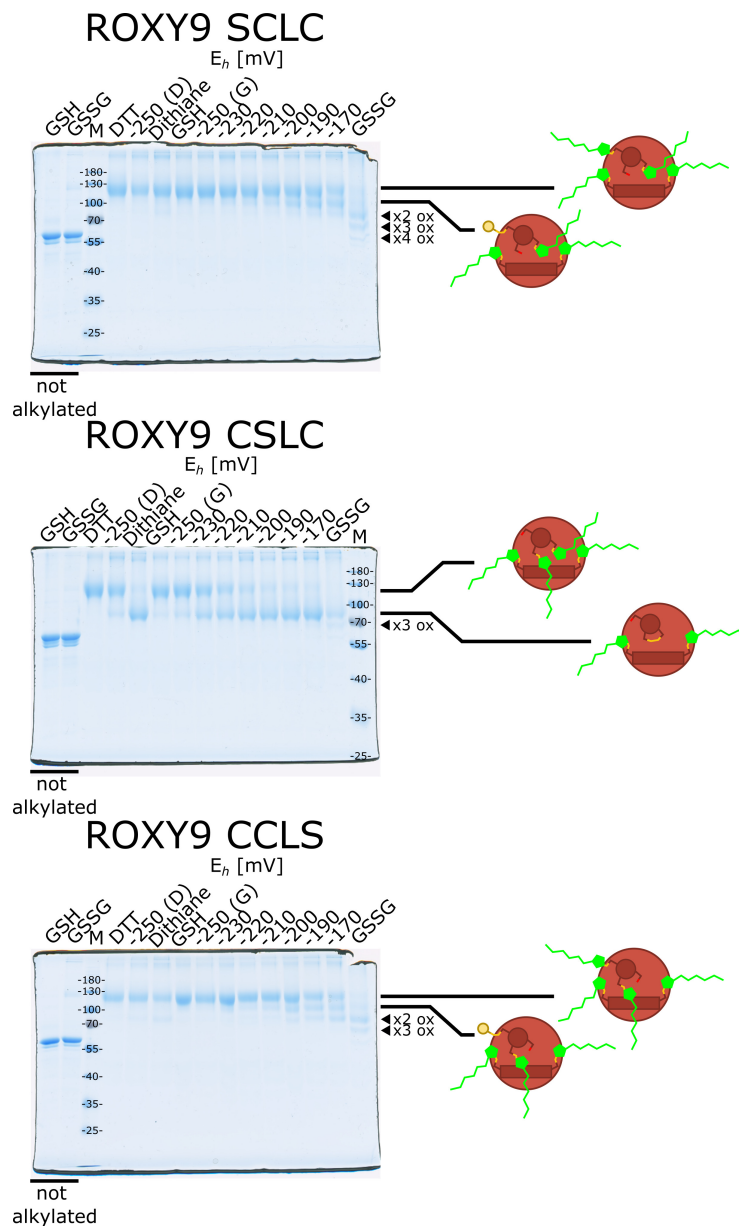 ROXY9 SCLC
E_h [mV]
GSH GSSG M DTT -250 (D) Dithiane GSH -250 (G) -230 -220 -210 -200 -190 -170 GSSG
-180-
-130-
-100-
-70-
-55-
-40-
-35-
-25-
x2 ox
x3 ox
x4 ox
not
alkylated
ROXY9 CSLC
E_h [mV]
GSH GSSG DTT -250 (D) Dithiane GSH -250 (G) -230 -220 -210 -200 -190 -170 GSSG M
-180-
-130-
-100-
-70-
-55-
-40-
-35-
-25-
x3 ox
not
alkylated
ROXY9 CCLS
E_h [mV]
GSH GSSG M DTT -250 (D) Dithiane GSH -250 (G) -230 -220 -210 -200 -190 -170 GSSG
-180-
-130-
-100-
-70-
-55-
-40-
-35-
-25-
x2 ox
x3 ox
not
alkylated